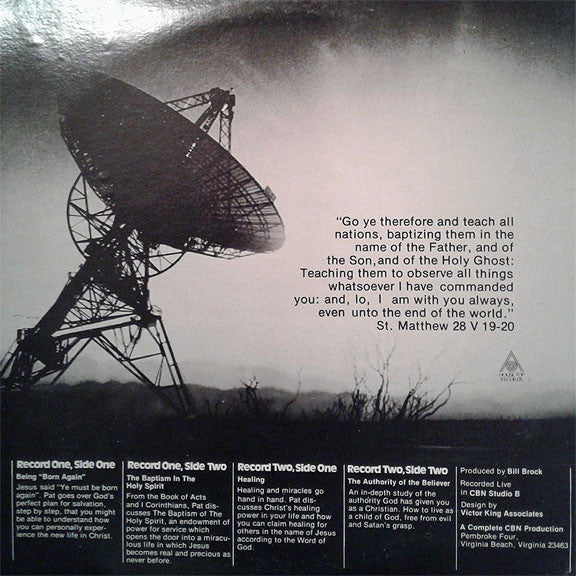 "Go ye therefore and teach all
nations, baptizing them in the
name of the Father, and of
the Son,and of the Holy Ghost:
Teaching them to observe all things
whatsoever I have commanded
you: and, lo, I am with you always,
even unto the end of the world."
St. Matthew 28 V 19-20
HOUSE TOP
RECORDS
Record One, Side One
Being "Born Again"
Jesus said "Ye must be born
again". Pat goes over God's
perfect plan for salvation,
step by step, that you might
be able to understand how
you can personally exper-
ience the new life in Christ.
Record One, Side Two
The Baptism In The
Holy Spirit
From the Book of Acts
and I Corinthians, Pat dis-
cusses The Baptism of The
Holy Spirit, an endowment of
power for service which
opens the door into a miracu-
lous life in which Jesus
becomes real and precious as
never before.
Record Two, Side One
Healing
Healing and miracles go
hand in hand. Pat dis-
cusses Christ's healing
power in your life and how
you can claim healing for
others in the name of Jesus
according to the Word of
God.
Record Two, Side Two
The Authority of the Believer
An in-depth study of the
authority God has given you
as a Christian. How to live as
a child of God, free from evil
and Satan's grasp.
Produced by Bill Brock
Recorded Live
in CBN Studio B
Design by
Victor King Associates
A Complete CBN Production
Pembroke Four,
Virginia Beach, Virginia 23463